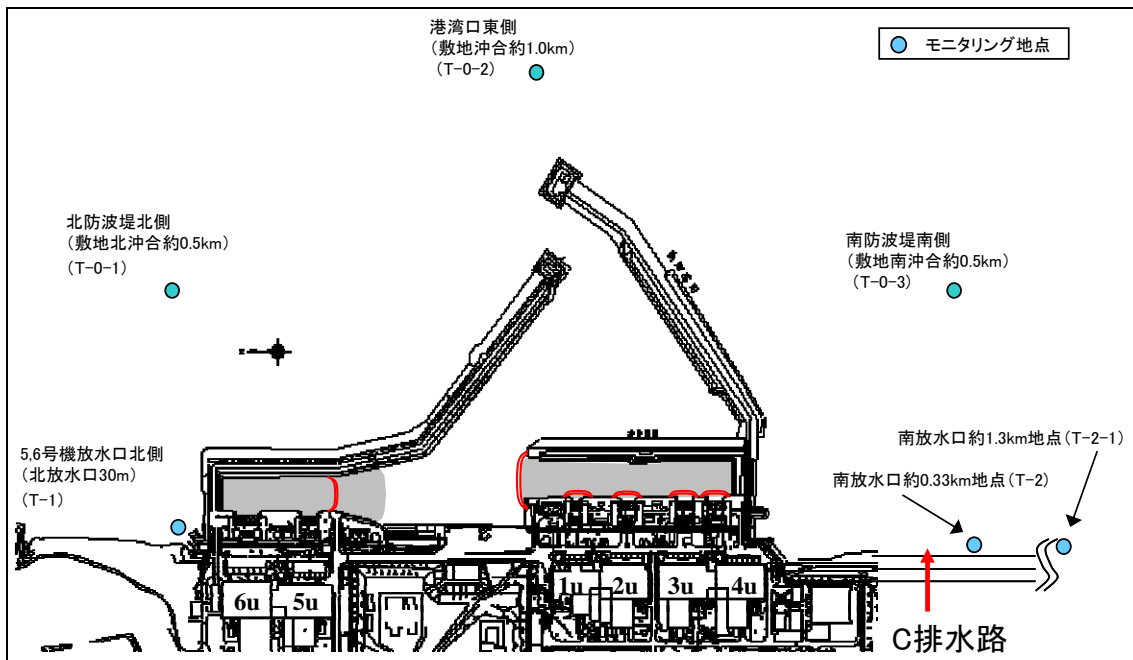 港湾口東側
（敷地沖合約1.0km）
（T-0-2）
モニタリング地点
北防波堤北側
（敷地北沖合約0.5km）
（T-0-1）
南防波堤南側
（敷地南沖合約0.5km）
（T-0-3）
5,6号機放水口北側
（北放水口30m）
（T-1）
南放水口約1.3km地点（T-2-1）
南放水口約0.33km地点（T-2）
6u
5u
1u
2u
3u
4u
C排水路